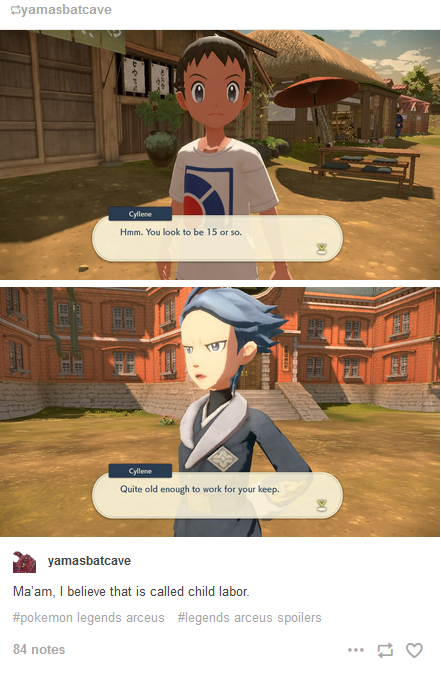 yamasbatcave
Cyllene
Hmm. You look to be 15 or so.
Cyllene
Quite old enough to work for your keep.
yamasbatcave
Ma'am, I believe that is called child labor.
#pokemon legends arceus #legends arceus spoilers
84 notes